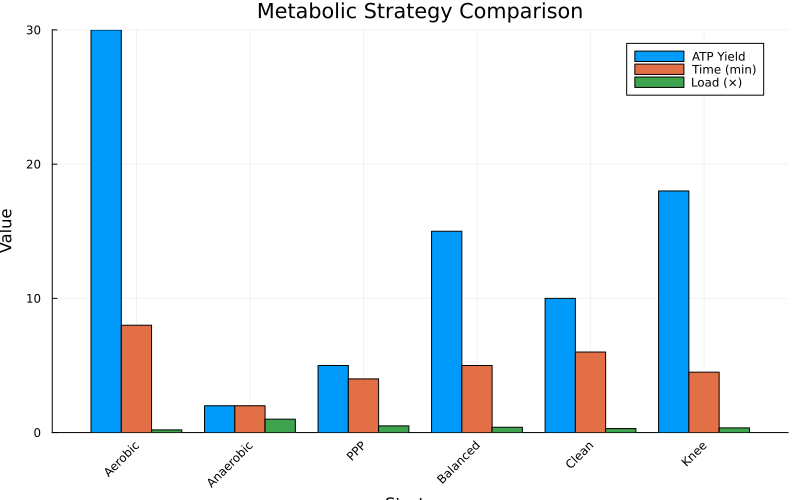 Metabolic Strategy Comparison
ATP Yield
Time (min)
Load (×)
Value
30
20
10
0
Aerobic
Anaerobic
PPP
Balanced
Clean
Knee